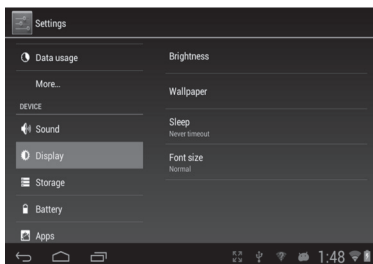 Settings
Data usage
More...
DEVICE
Sound
Display
Storage
Battery
Apps
Brightness
Wallpaper
Sleep
Never timeout
Font size
Normal
1:48